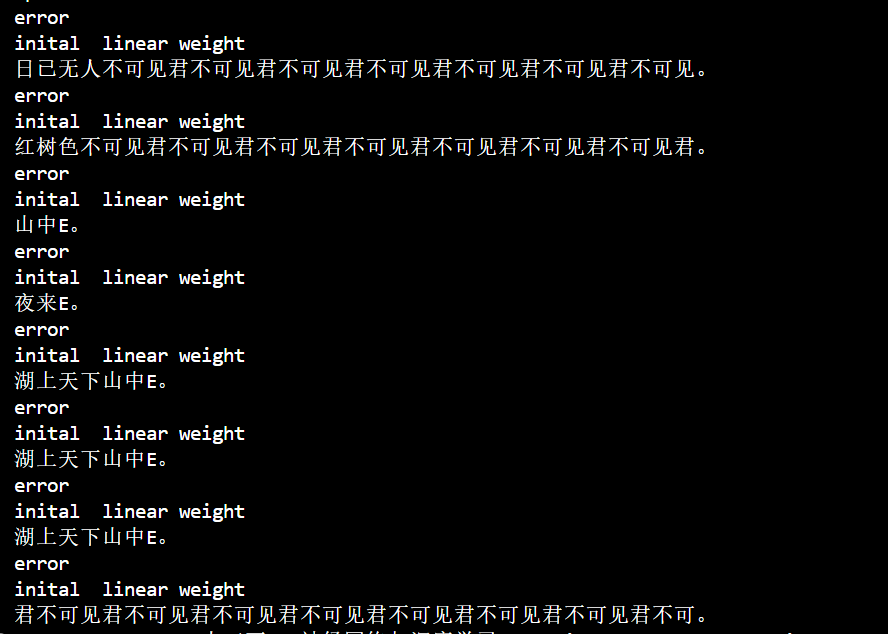 error
inital  linear weight
日已无人不可见君不可见君不可见君不可见君不可见君不可见君不可见。
error
inital  linear weight
红树色不可见君不可见君不可见君不可见君不可见君不可见君不可见君。
error
inital  linear weight
山中E。
error
inital  linear weight
夜来E。
error
inital  linear weight
湖上天下山中E。
error
inital  linear weight
湖上天下山中E。
error
inital  linear weight
湖上天下山中E。
error
inital  linear weight
君不可见君不可见君不可见君不可见君不可见君不可见君不可见君不可。